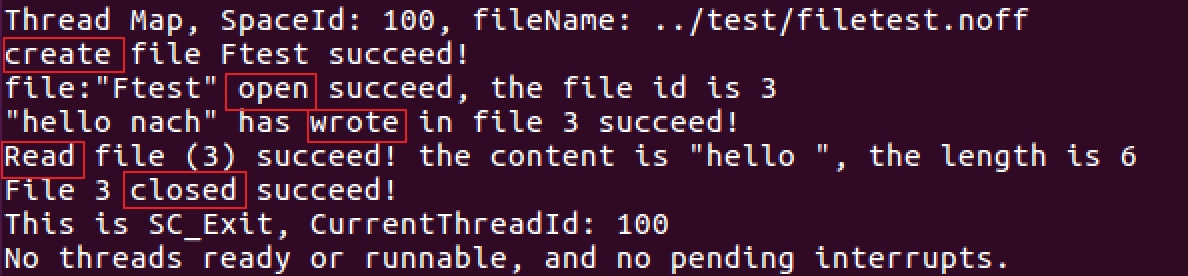 Thread Map, SpaceId: 100, fileName: ../test/filetest.noff
create file Ftest succeed!
file:"Ftest" open succeed, the file id is 3
"hello nach" has wrote in file 3 succeed!
Read file (3) succeed! the content is "hello ", the length is 6
File 3 closed succeed!
This is SC_Exit, CurrentThreadId: 100
No threads ready or runnable, and no pending interrupts.